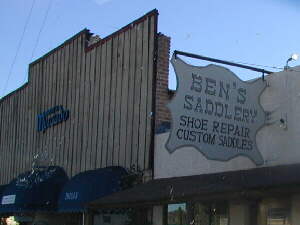 BEN'S
SADDLERY
SHOE REPAIR
CUSTOM SADDLES